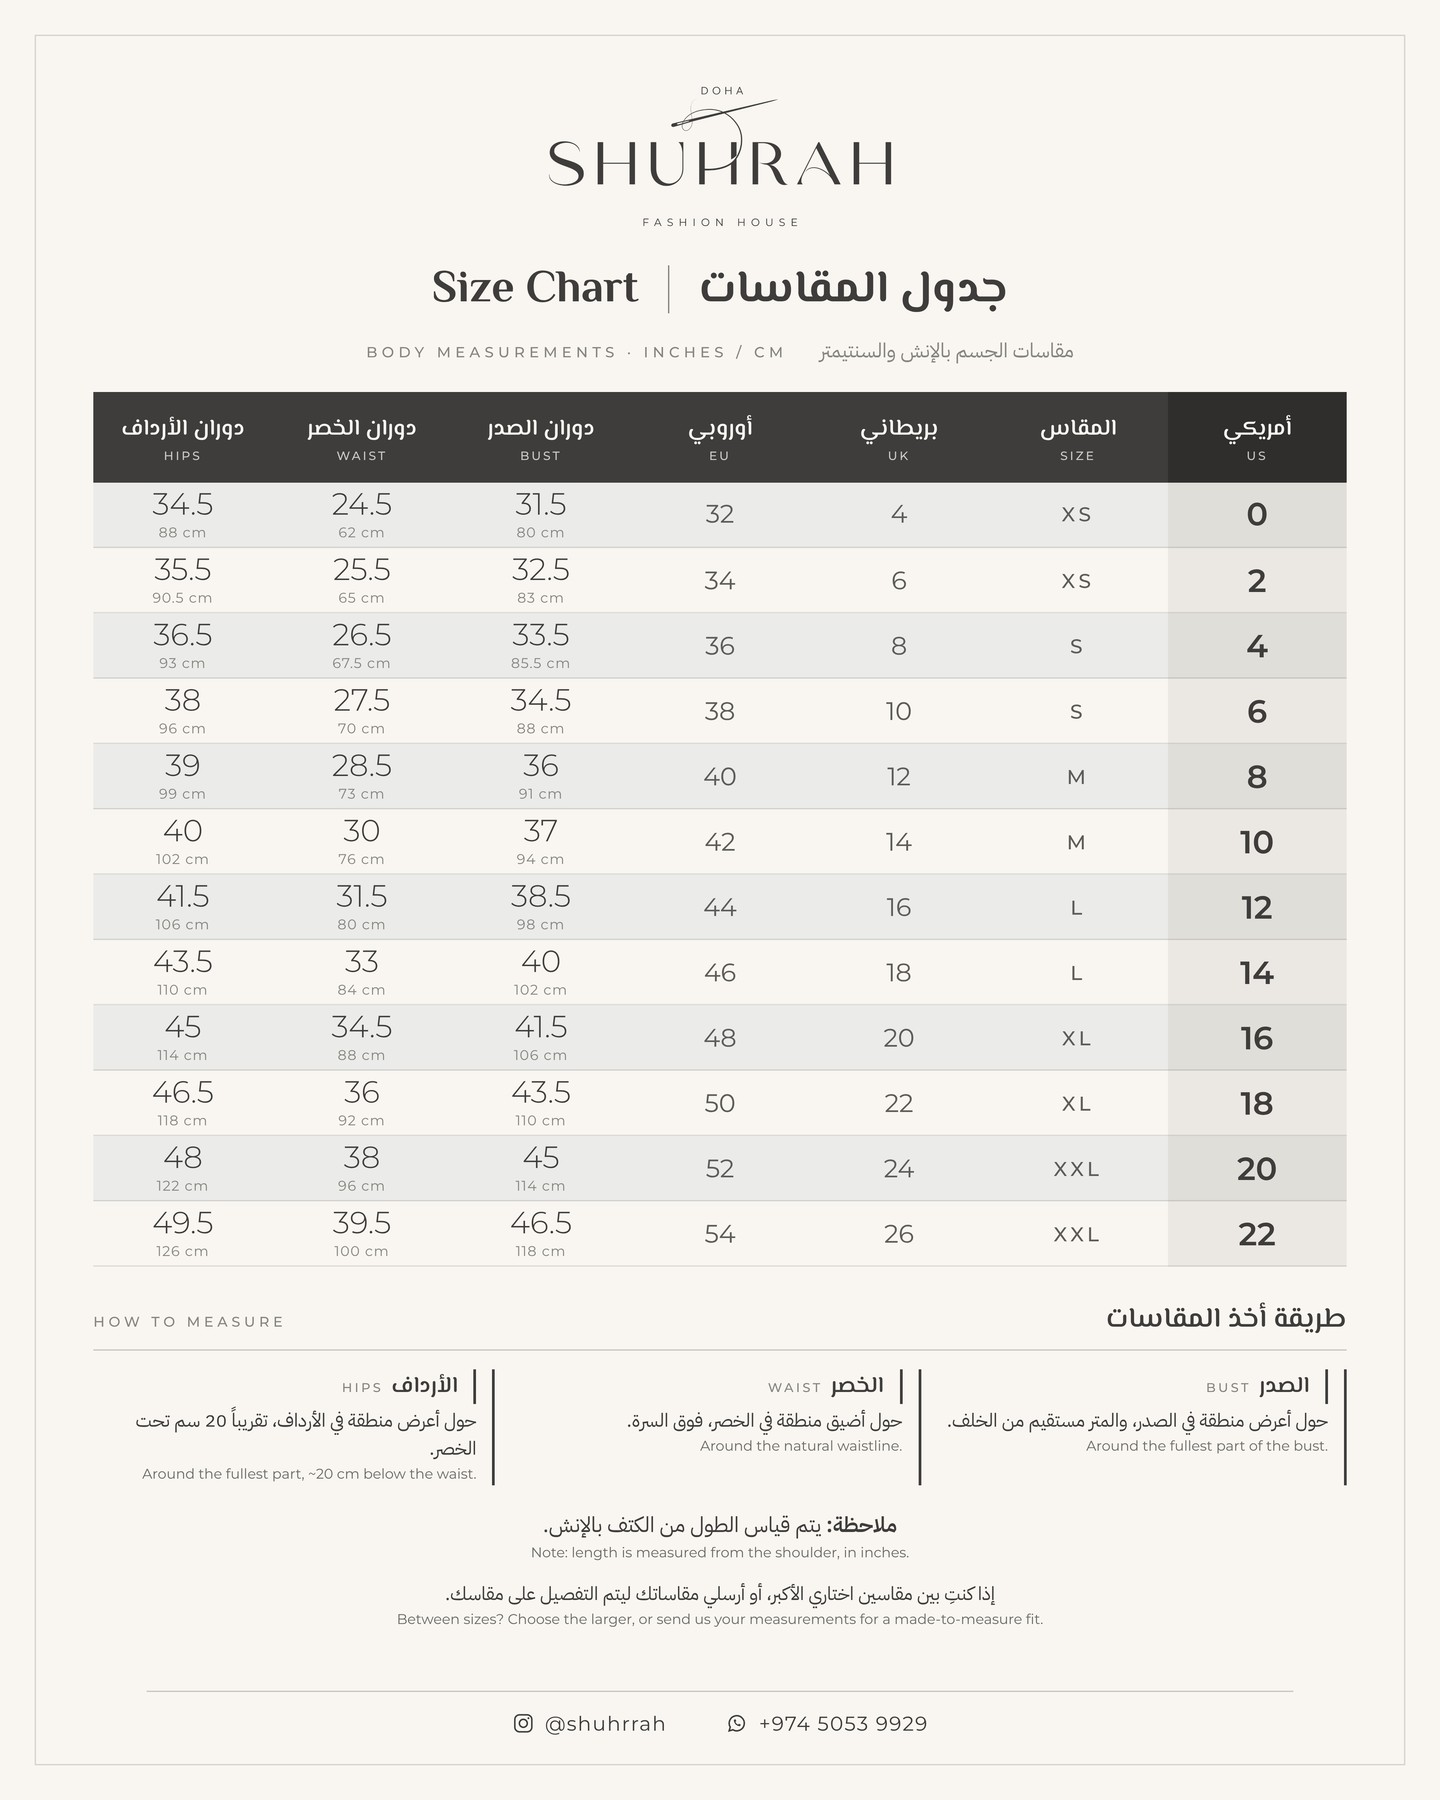 DOHA
SHUHRAH
FASHION HOUSE
Size Chart | جدول المقاسات
BODY MEASUREMENTS · INCHES / CM مقاسات الجسم بالإنش والسنتيمتر
دوران الأرداف دوران الخصر دوران الصدر أوروبي بريطاني المقاس أمريكي
HIPS WAIST BUST EU UK SIZE US
34.5 24.5 31.5 32 4 XS 0
88 cm 62 cm 80 cm
35.5 25.5 32.5 34 6 XS 2
90.5 cm 65 cm 83 cm
36.5 26.5 33.5 36 8 S 4
93 cm 67.5 cm 85.5 cm
38 27.5 34.5 38 10 S 6
96 cm 70 cm 88 cm
39 28.5 36 40 12 M 8
99 cm 73 cm 91 cm
40 30 37 42 14 M 10
102 cm 76 cm 94 cm
41.5 31.5 38.5 44 16 L 12
106 cm 80 cm 98 cm
43.5 33 40 46 18 L 14
110 cm 84 cm 102 cm
45 34.5 41.5 48 20 XL 16
114 cm 88 cm 106 cm
46.5 36 43.5 50 22 XL 18
118 cm 92 cm 110 cm
48 38 45 52 24 XXL 20
122 cm 96 cm 114 cm
49.5 39.5 46.5 54 26 XXL 22
126 cm 100 cm 118 cm
HOW TO MEASURE طريقة أخذ المقاسات
الصدر BUST
حول أعرض منطقة في الصدر، والمتر مستقيم من الخلف.
Around the fullest part of the bust.
الخصر WAIST
حول أضيق منطقة في الخصر، فوق السرة.
Around the natural waistline.
الأرداف HIPS
حول أعرض منطقة في الأرداف، تقريباً 20 سم تحت
الخصر.
Around the fullest part, ~20 cm below the waist.
ملاحظة: يتم قياس الطول من الكتف بالإنش.
Note: length is measured from the shoulder, in inches.
إذا كنتِ بين مقاسين اختاري الأكبر، أو أرسلي مقاساتك ليتم التفصيل على مقاسك.
Between sizes? Choose the larger, or send us your measurements for a made-to-measure fit.
@shuhrrah +974 5053 9929